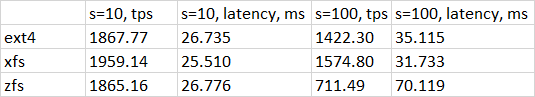 s=10, tps s=10, latency, ms s=100, tps s=100, latency, ms
ext4 1867.77 26.735 1422.30 35.115
xfs 1959.14 25.510 1574.80 31.733
zfs 1865.16 26.776 711.49 70.119